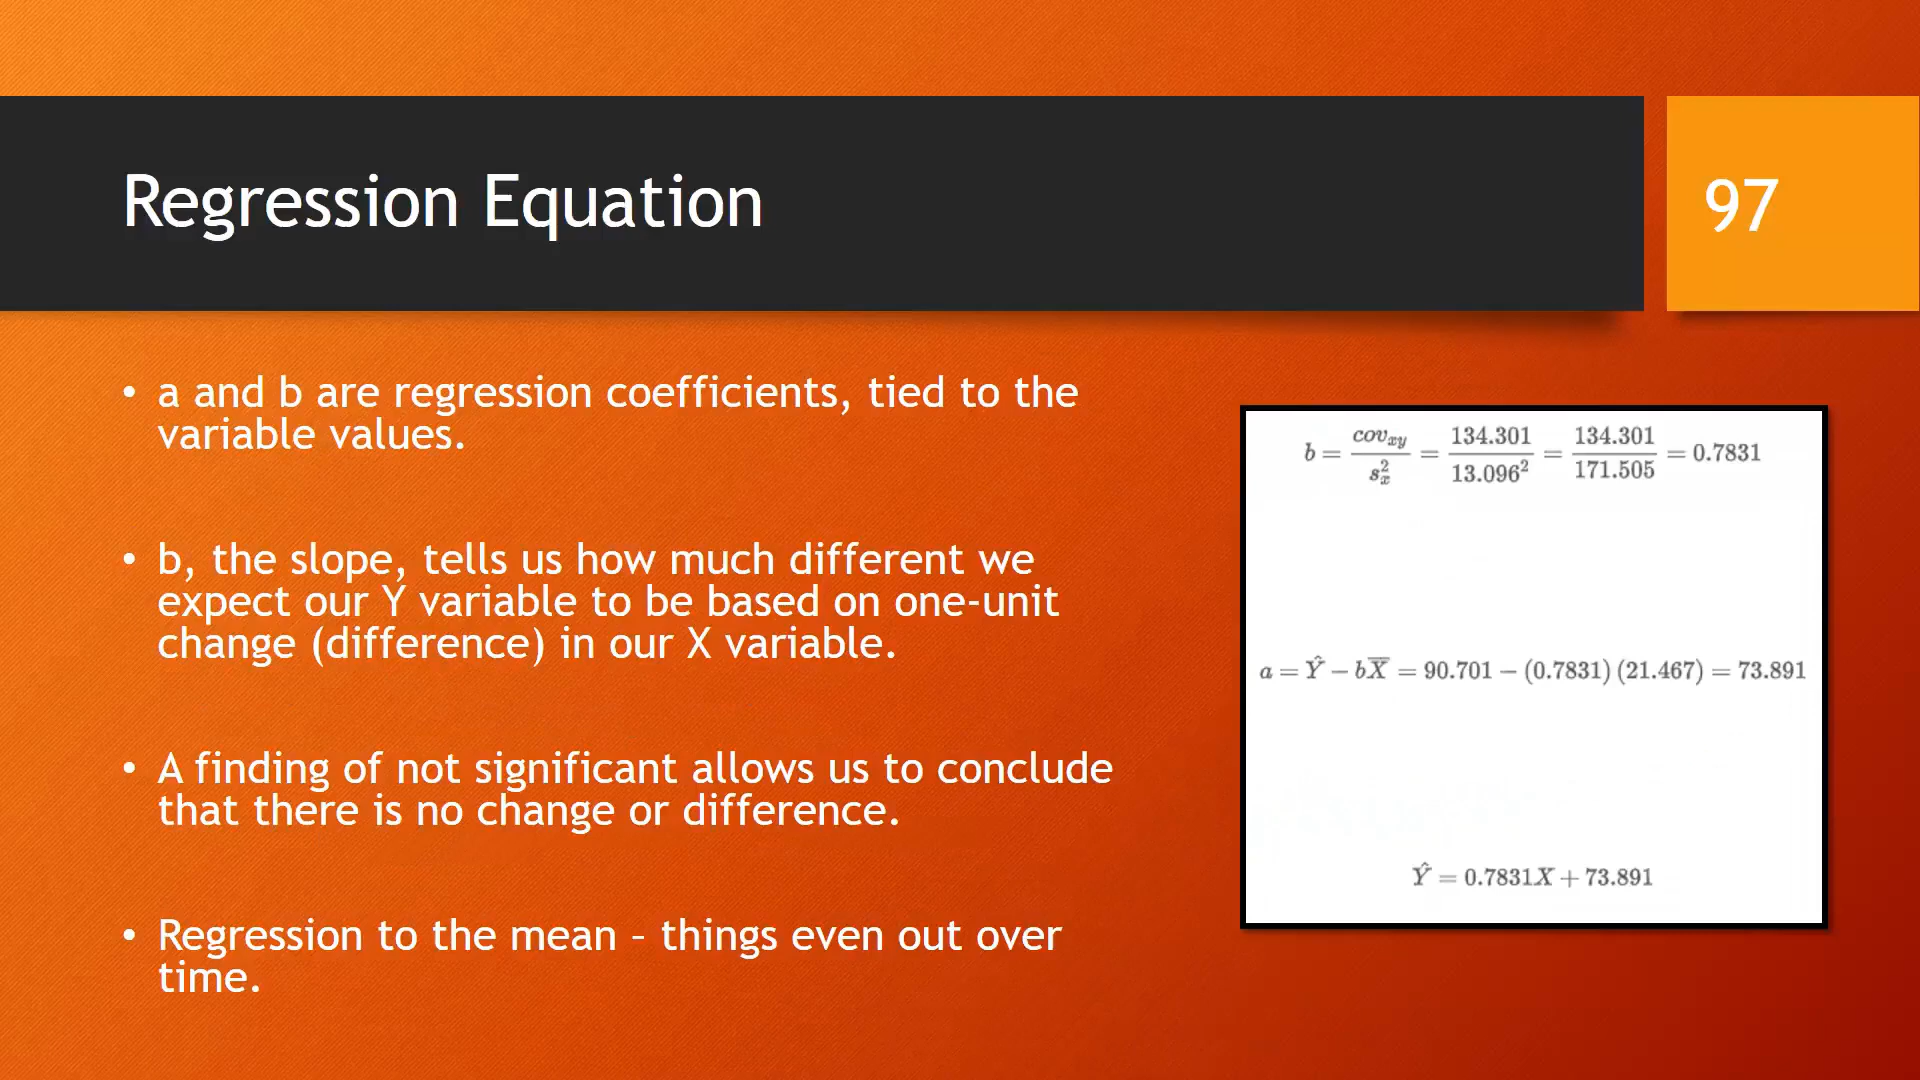 Regression Equation
97
• a and b are regression coefficients, tied to the
variable values.
• b, the slope, tells us how much different we
expect our Y variable to be based on one-unit
change (difference) in our X variable.
• A finding of not significant allows us to conclude
that there is no change or difference.
• Regression to the mean – things even out over
time.
b = cov_xy / s_x^2 = 134.301 / 13.096^2 = 134.301 / 171.505 = 0.7831
a = Ŷ − bX̅ = 90.701 − (0.7831) (21.467) = 73.891
Ŷ = 0.7831X + 73.891